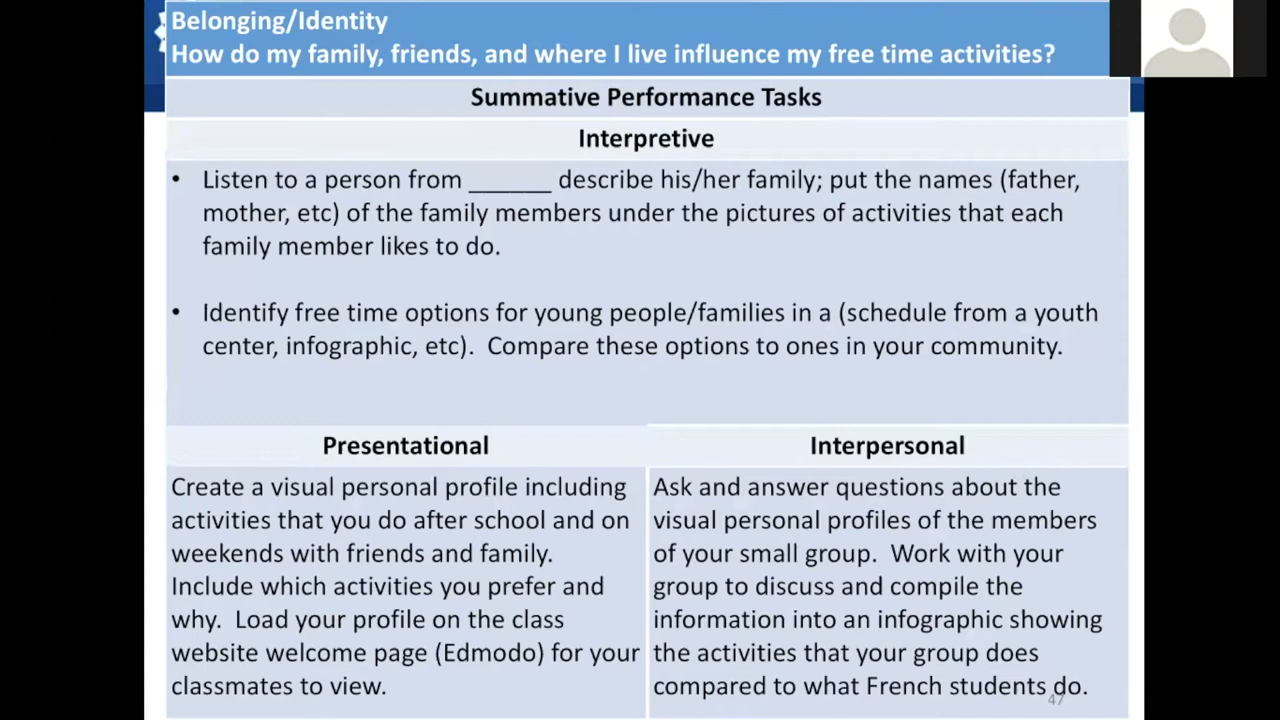 Belonging/Identity
How do my family, friends, and where I live influence my free time activities?
Summative Performance Tasks
Interpretive
• Listen to a person from ______ describe his/her family; put the names (father,
mother, etc) of the family members under the pictures of activities that each
family member likes to do.
• Identify free time options for young people/families in a (schedule from a youth
center, infographic, etc).  Compare these options to ones in your community.
Presentational
Create a visual personal profile including
activities that you do after school and on
weekends with friends and family.
Include which activities you prefer and
why.  Load your profile on the class
website welcome page (Edmodo) for your
classmates to view.
Interpersonal
Ask and answer questions about the
visual personal profiles of the members
of your small group.  Work with your
group to discuss and compile the
information into an infographic showing
the activities that your group does
compared to what French students do.
47